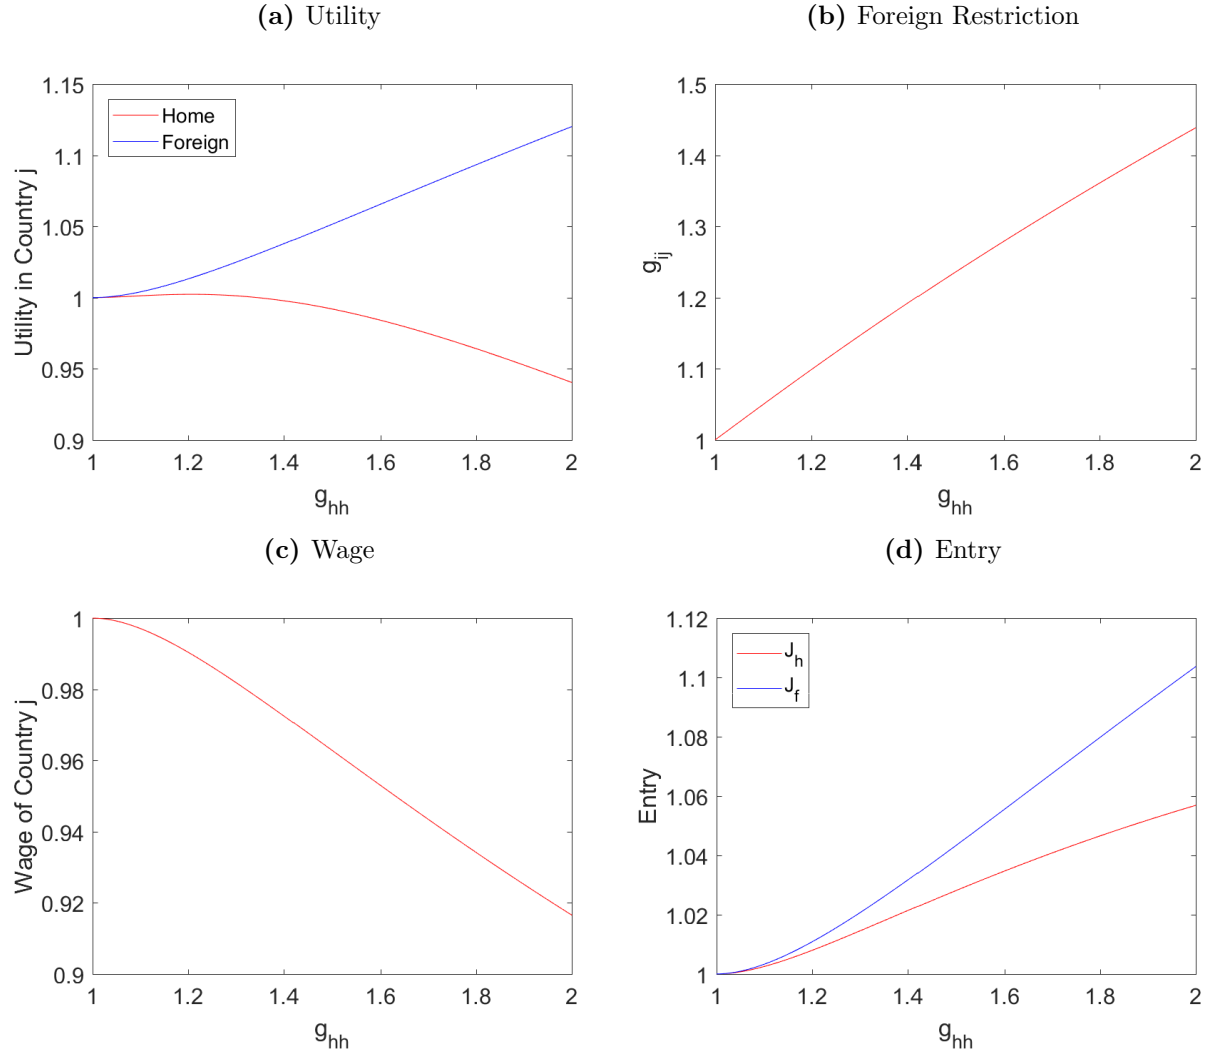 (a) Utility
1.15
1.1
1.05
1
0.95
0.9
Utility in Country j
Home
Foreign
1 1.2 1.4 1.6 1.8 2
g_hh
(b) Foreign Restriction
1.5
1.4
1.3
1.2
1.1
1
g_ij
1 1.2 1.4 1.6 1.8 2
g_hh
(c) Wage
1
0.98
0.96
0.94
0.92
0.9
Wage of Country j
1 1.2 1.4 1.6 1.8 2
g_hh
(d) Entry
1.12
1.1
1.08
1.06
1.04
1.02
1
Entry
J_h
J_f
1 1.2 1.4 1.6 1.8 2
g_hh